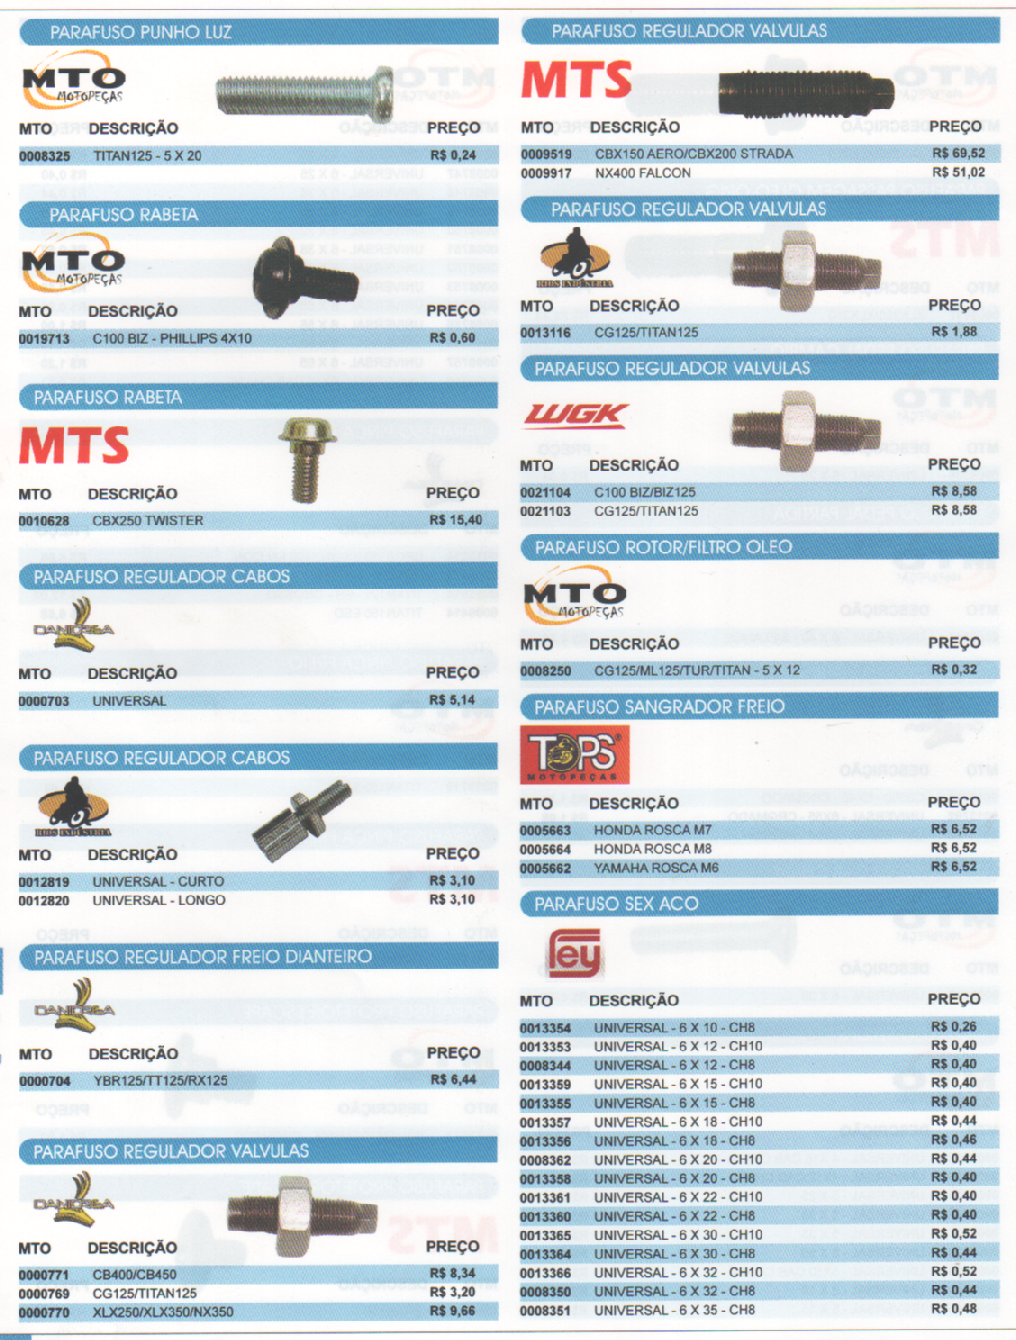 PARAFUSO PUNHO LUZ
MTO
MOTOPEÇAS
MTO DESCRIÇÃO PREÇO
0008325 TITAN125 - 5 X 20 R$ 0,24
PARAFUSO RABETA
MTO
MOTOPEÇAS
MTO DESCRIÇÃO PREÇO
0019713 C100 BIZ - PHILLIPS 4X10 R$ 0,60
PARAFUSO RABETA
MTS
MTO DESCRIÇÃO PREÇO
0010628 CBX250 TWISTER R$ 15,40
PARAFUSO REGULADOR CABOS
DANIDREA
MTO DESCRIÇÃO PREÇO
0000703 UNIVERSAL R$ 5,14
PARAFUSO REGULADOR CABOS
RIOS INDÚSTRIA
MTO DESCRIÇÃO PREÇO
0012819 UNIVERSAL - CURTO R$ 3,10
0012820 UNIVERSAL - LONGO R$ 3,10
PARAFUSO REGULADOR FREIO DIANTEIRO
DANIDREA
MTO DESCRIÇÃO PREÇO
0000704 YBR125/TT125/RX125 R$ 6,44
PARAFUSO REGULADOR VALVULAS
DANIDREA
MTO DESCRIÇÃO PREÇO
0000771 CB400/CB450 R$ 8,34
0000769 CG125/TITAN125 R$ 3,20
0000770 XLX250/XLX350/NX350 R$ 9,66
PARAFUSO REGULADOR VALVULAS
MTS
MTO DESCRIÇÃO PREÇO
0009519 CBX150 AERO/CBX200 STRADA R$ 69,52
0009917 NX400 FALCON R$ 51,02
PARAFUSO REGULADOR VALVULAS
RIOS INDÚSTRIA
MTO DESCRIÇÃO PREÇO
0013116 CG125/TITAN125 R$ 1,88
PARAFUSO REGULADOR VALVULAS
WGK
MTO DESCRIÇÃO PREÇO
0021104 C100 BIZ/BIZ125 R$ 8,58
0021103 CG125/TITAN125 R$ 8,58
PARAFUSO ROTOR/FILTRO OLEO
MTO
MOTOPEÇAS
MTO DESCRIÇÃO PREÇO
0008250 CG125/ML125/TUR/TITAN - 5 X 12 R$ 0,32
PARAFUSO SANGRADOR FREIO
TOPS®
MOTOPEÇAS
MTO DESCRIÇÃO PREÇO
0005663 HONDA ROSCA M7 R$ 6,52
0005664 HONDA ROSCA M8 R$ 6,52
0005662 YAMAHA ROSCA M6 R$ 6,52
PARAFUSO SEX ACO
fey
MTO DESCRIÇÃO PREÇO
0013354 UNIVERSAL - 6 X 10 - CH8 R$ 0,26
0013353 UNIVERSAL - 6 X 12 - CH10 R$ 0,40
0008344 UNIVERSAL - 6 X 12 - CH8 R$ 0,40
0013359 UNIVERSAL - 6 X 15 - CH10 R$ 0,40
0013355 UNIVERSAL - 6 X 15 - CH8 R$ 0,40
0013357 UNIVERSAL - 6 X 18 - CH10 R$ 0,44
0013356 UNIVERSAL - 6 X 18 - CH8 R$ 0,46
0008362 UNIVERSAL - 6 X 20 - CH10 R$ 0,44
0013358 UNIVERSAL - 6 X 20 - CH8 R$ 0,40
0013361 UNIVERSAL - 6 X 22 - CH10 R$ 0,40
0013360 UNIVERSAL - 6 X 22 - CH8 R$ 0,40
0013365 UNIVERSAL - 6 X 30 - CH10 R$ 0,52
0013364 UNIVERSAL - 6 X 30 - CH8 R$ 0,44
0013366 UNIVERSAL - 6 X 32 - CH10 R$ 0,52
0008350 UNIVERSAL - 6 X 32 - CH8 R$ 0,44
0008351 UNIVERSAL - 6 X 35 - CH8 R$ 0,48